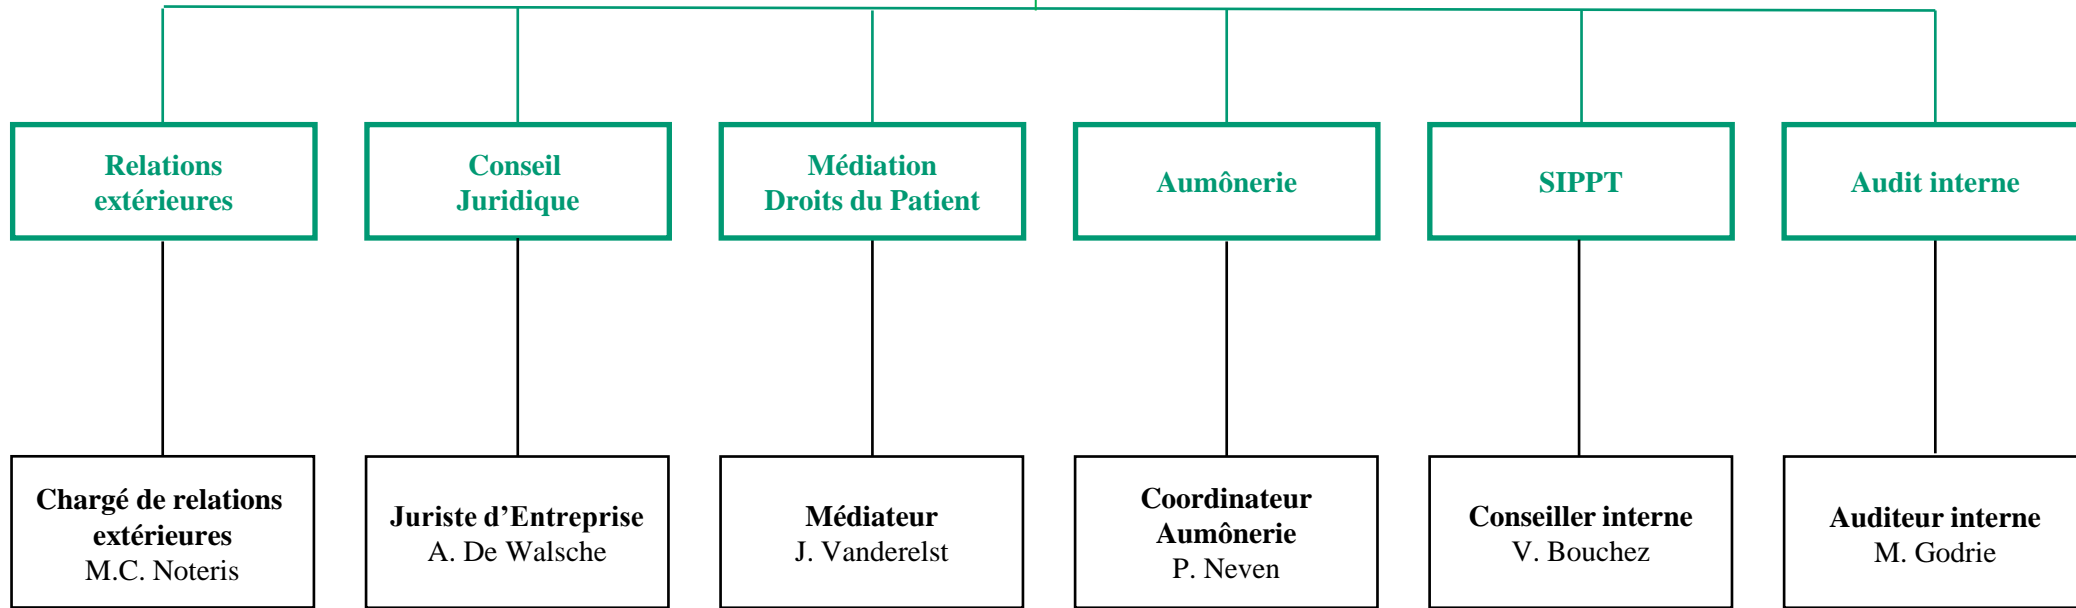 Relations
extérieures
Conseil
Juridique
Médiation
Droits du Patient
Aumônerie
SIPPT
Audit interne
Chargé de relations
extérieures
M.C. Noteris
Juriste d’Entreprise
A. De Walsche
Médiateur
J. Vanderelst
Coordinateur
Aumônerie
P. Neven
Conseiller interne
V. Bouchez
Auditeur interne
M. Godrie